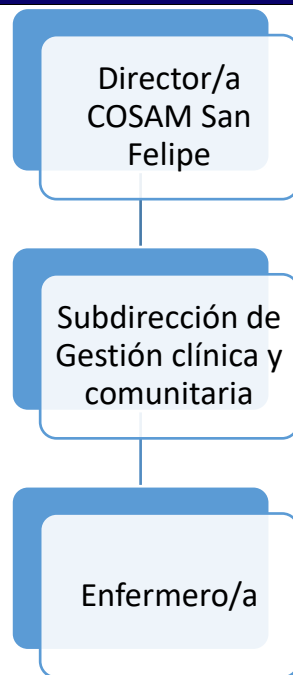 Director/a
COSAM San
Felipe
Subdirección de
Gestión clínica y
comunitaria
Enfermero/a